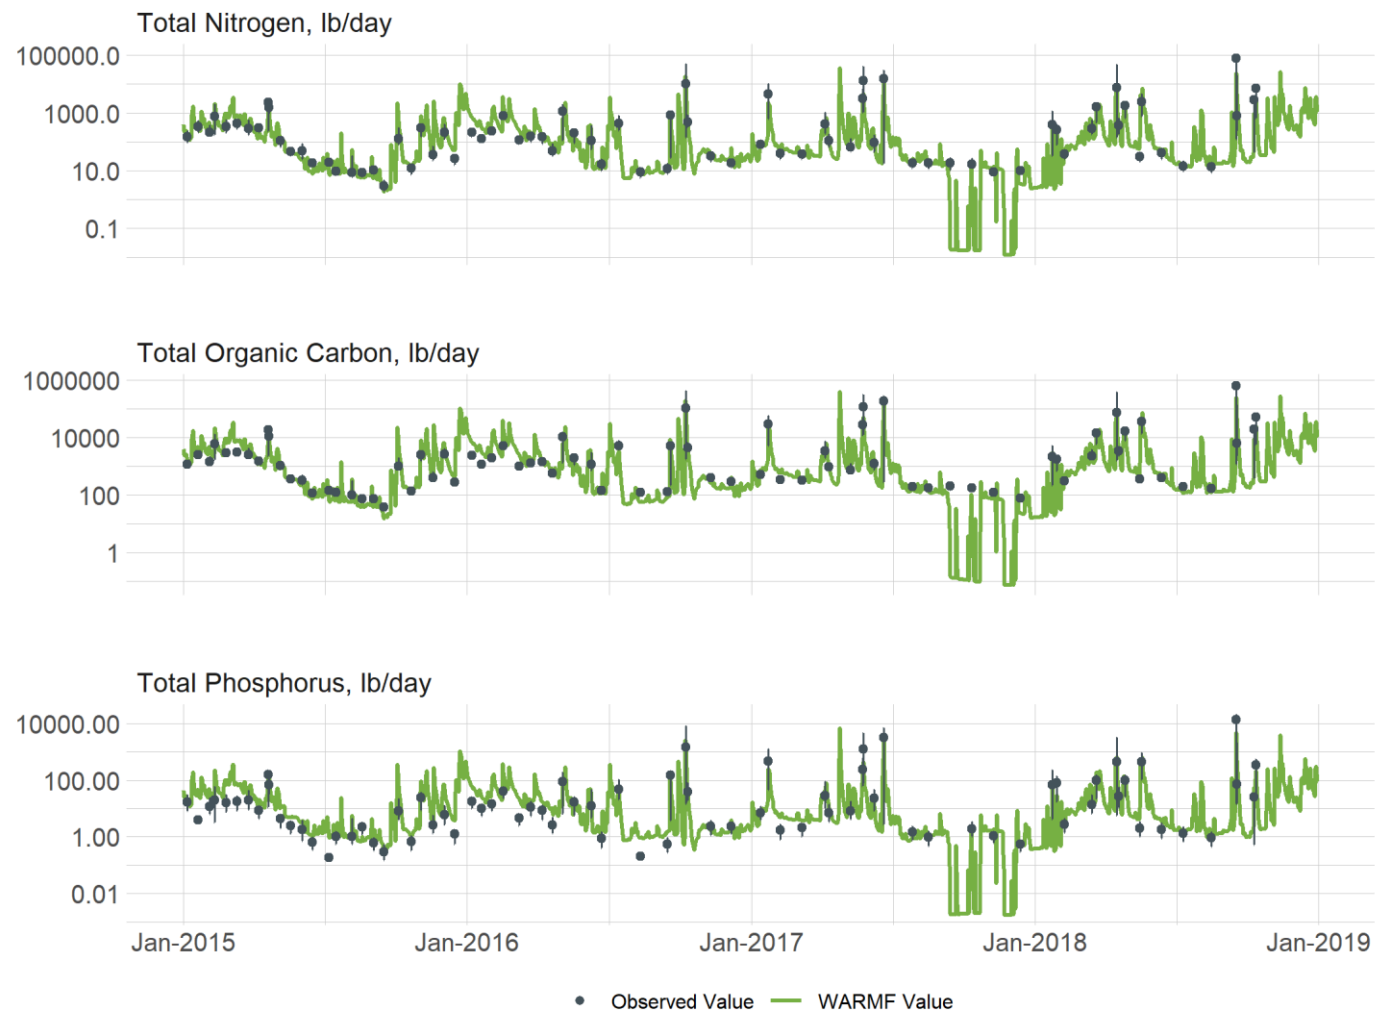 Total Nitrogen, lb/day
100000.0
1000.0
10.0
0.1
Total Organic Carbon, lb/day
1000000
10000
100
1
Total Phosphorus, lb/day
10000.00
100.00
1.00
0.01
Jan-2015 Jan-2016 Jan-2017 Jan-2018 Jan-2019
Observed Value WARMF Value